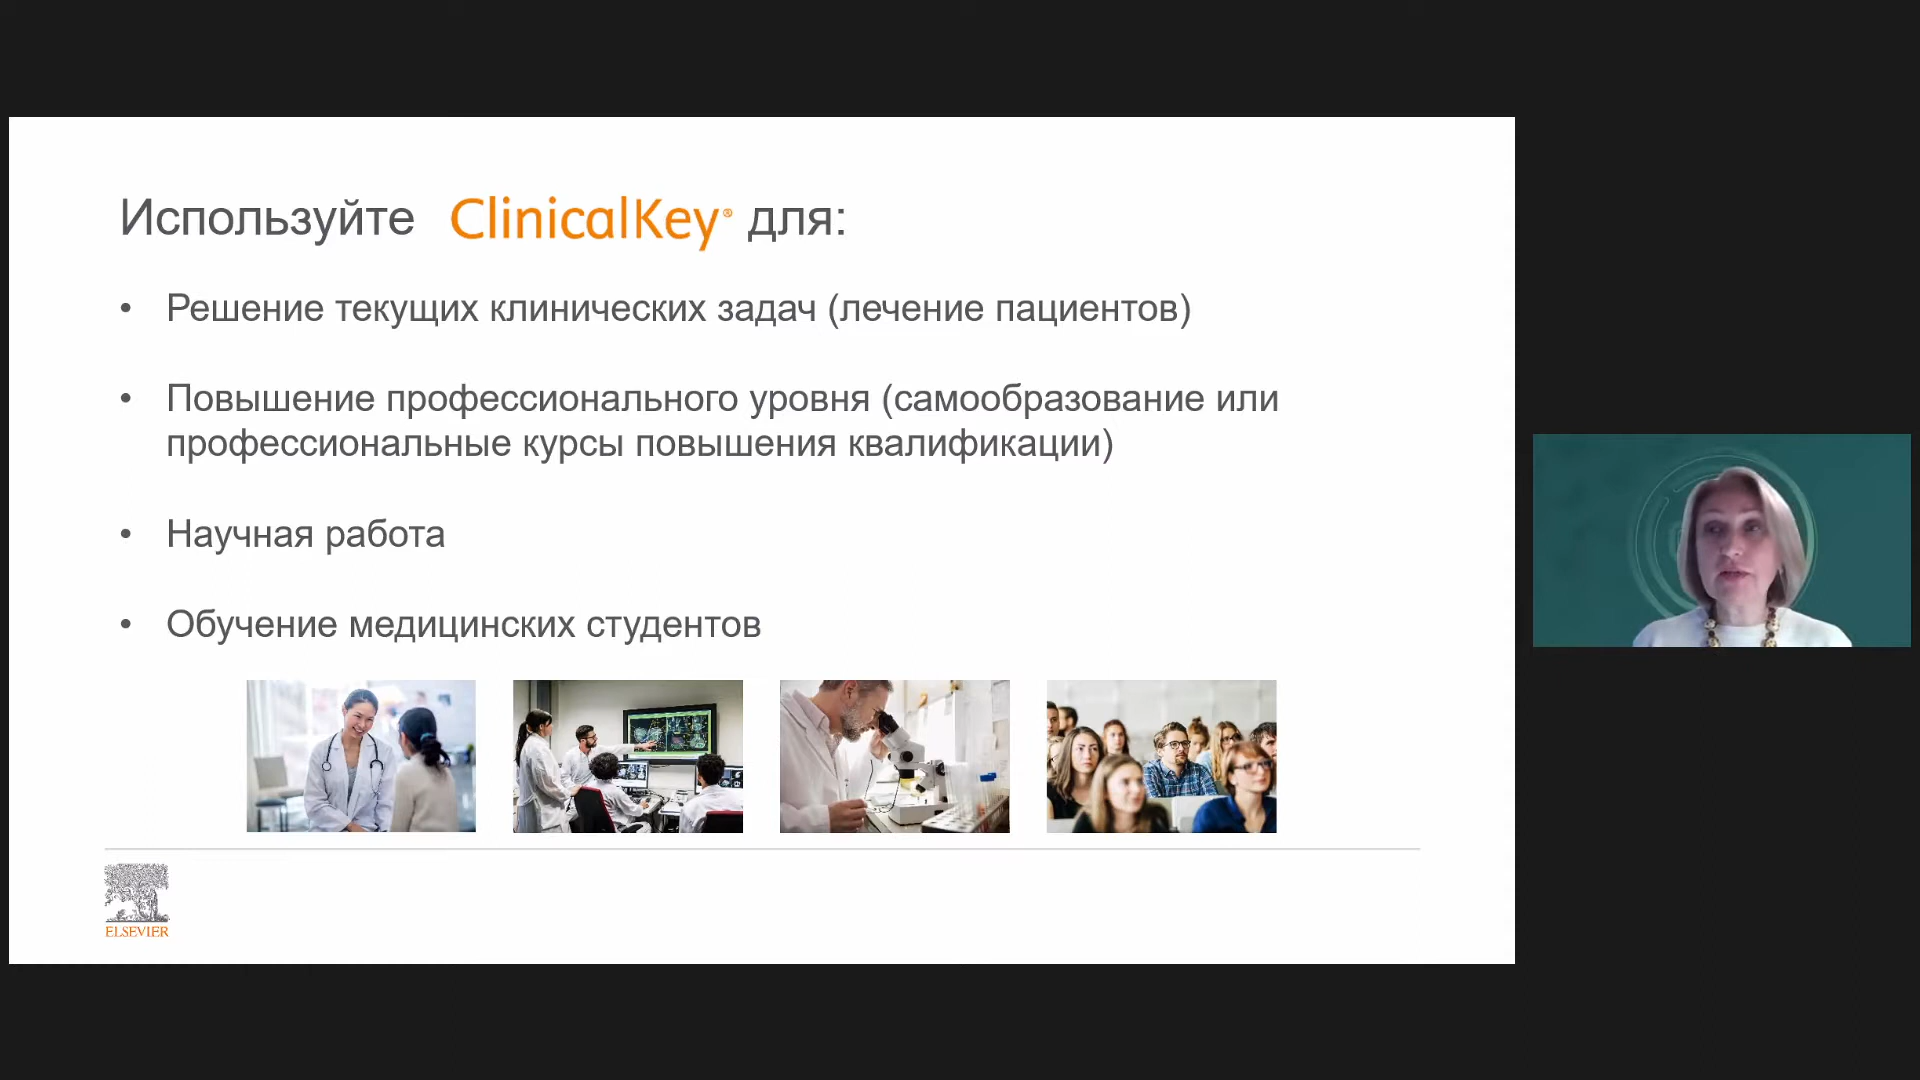 Используйте ClinicalKey® для:
• Решение текущих клинических задач (лечение пациентов)
• Повышение профессионального уровня (самообразование или
профессиональные курсы повышения квалификации)
• Научная работа
• Обучение медицинских студентов
ELSEVIER